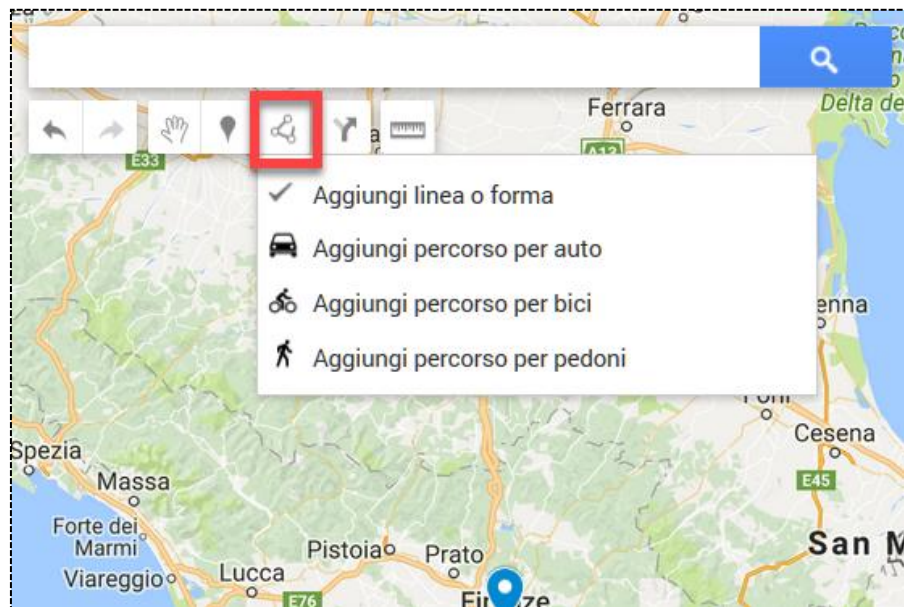 Ferrara
Delta de
E33
A13
Aggiungi linea o forma
Aggiungi percorso per auto
Aggiungi percorso per bici
enna
Aggiungi percorso per pedoni
Cesena
Spezia
E45
Massa
Forte dei
Marmi
Pistoia
Prato
San M
Viareggio
Lucca
E76